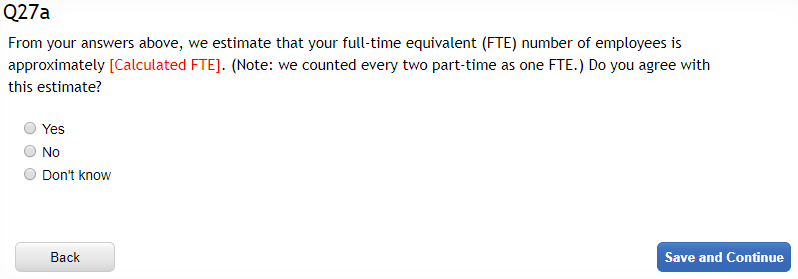 Q27a
From your answers above, we estimate that your full-time equivalent (FTE) number of employees is
approximately [Calculated FTE]. (Note: we counted every two part-time as one FTE.) Do you agree with
this estimate?
Yes
No
Don't know
Back
Save and Continue